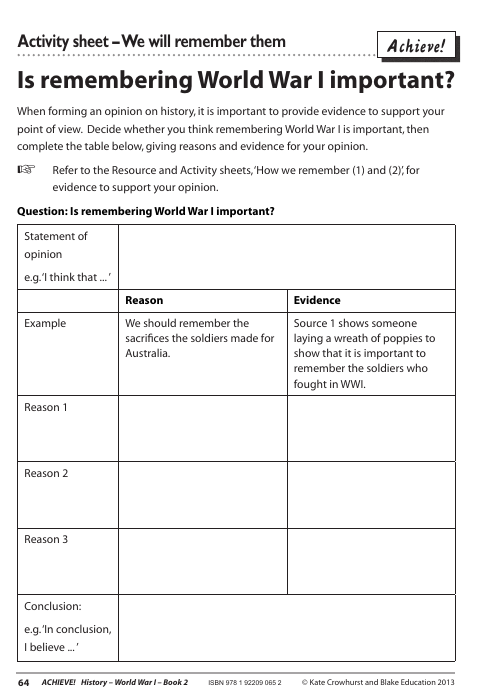 Activity sheet – We will remember them
Achieve!
Is remembering World War I important?
When forming an opinion on history, it is important to provide evidence to support your
point of view. Decide whether you think remembering World War I is important, then
complete the table below, giving reasons and evidence for your opinion.
☞ Refer to the Resource and Activity sheets, ‘How we remember (1) and (2)’, for
evidence to support your opinion.
Question: Is remembering World War I important?
Statement of
opinion
e.g. ‘I think that ... ’
Reason Evidence
Example
We should remember the
sacrifices the soldiers made for
Australia.
Source 1 shows someone
laying a wreath of poppies to
show that it is important to
remember the soldiers who
fought in WWI.
Reason 1
Reason 2
Reason 3
Conclusion:
e.g. ‘In conclusion,
I believe ... ’
64 ACHIEVE! History – World War I – Book 2 ISBN 978 1 92209 065 2 © Kate Crowhurst and Blake Education 2013